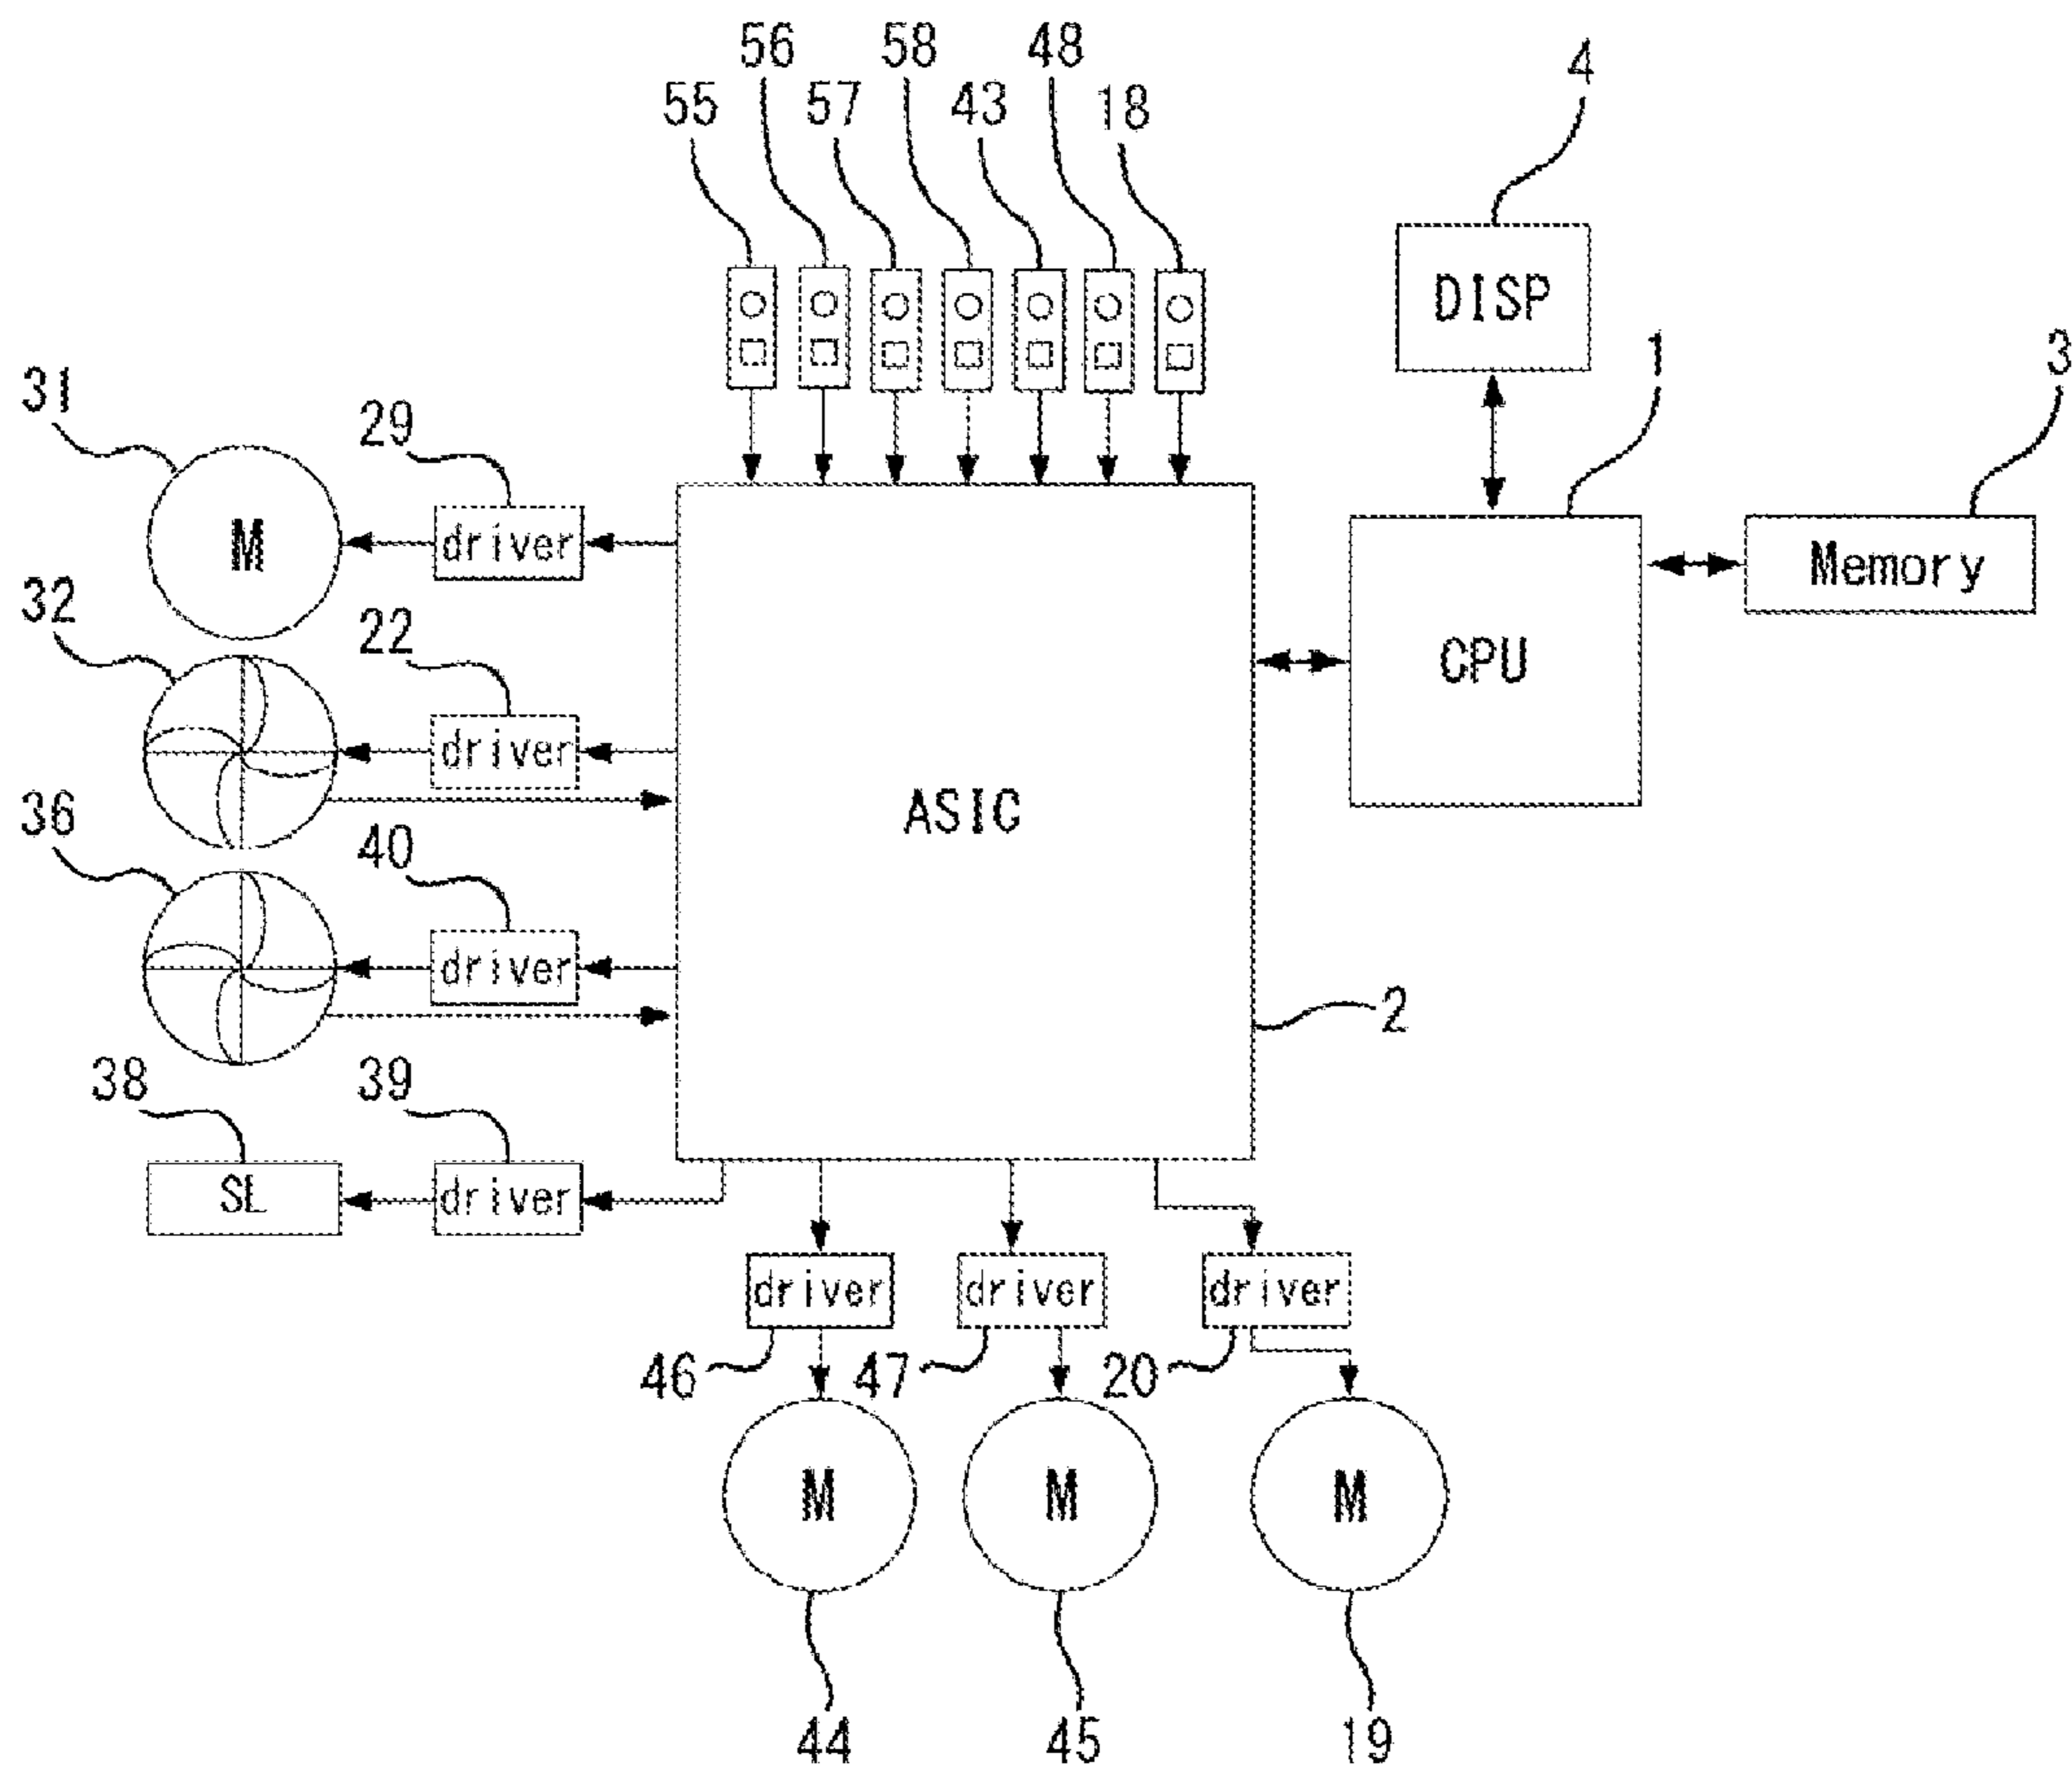 56 58 48 4
55 57 43 18
DISP
1 3
31 29
M driver
CPU Memory
32 22
driver
ASIC
36 40
driver
2
38 39
SL driver
driver driver driver
46 47 20
M M M
44 45 19